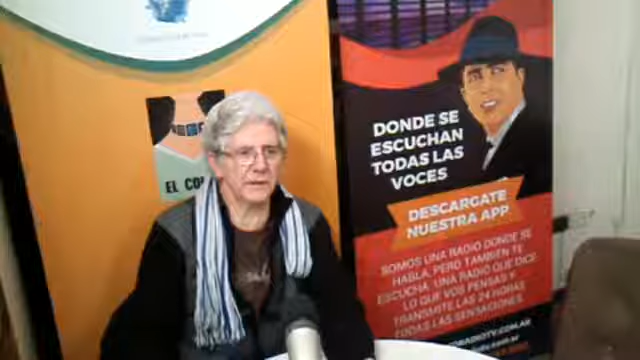 EL
DONDE SE
ESCUCHAN
TODAS LAS
VOCES
DESCARGATE
NUESTRA APP
SOMOS UNA RADIO DONDE SE
HABLA, PERO TAMBIEN TE
ESCUCHA. UNA RADIO QUE DICE
LO QUE VOS PENSAS Y
TRANSMITE LAS 24 HORAS
TODAS LAS SENSACIONES.